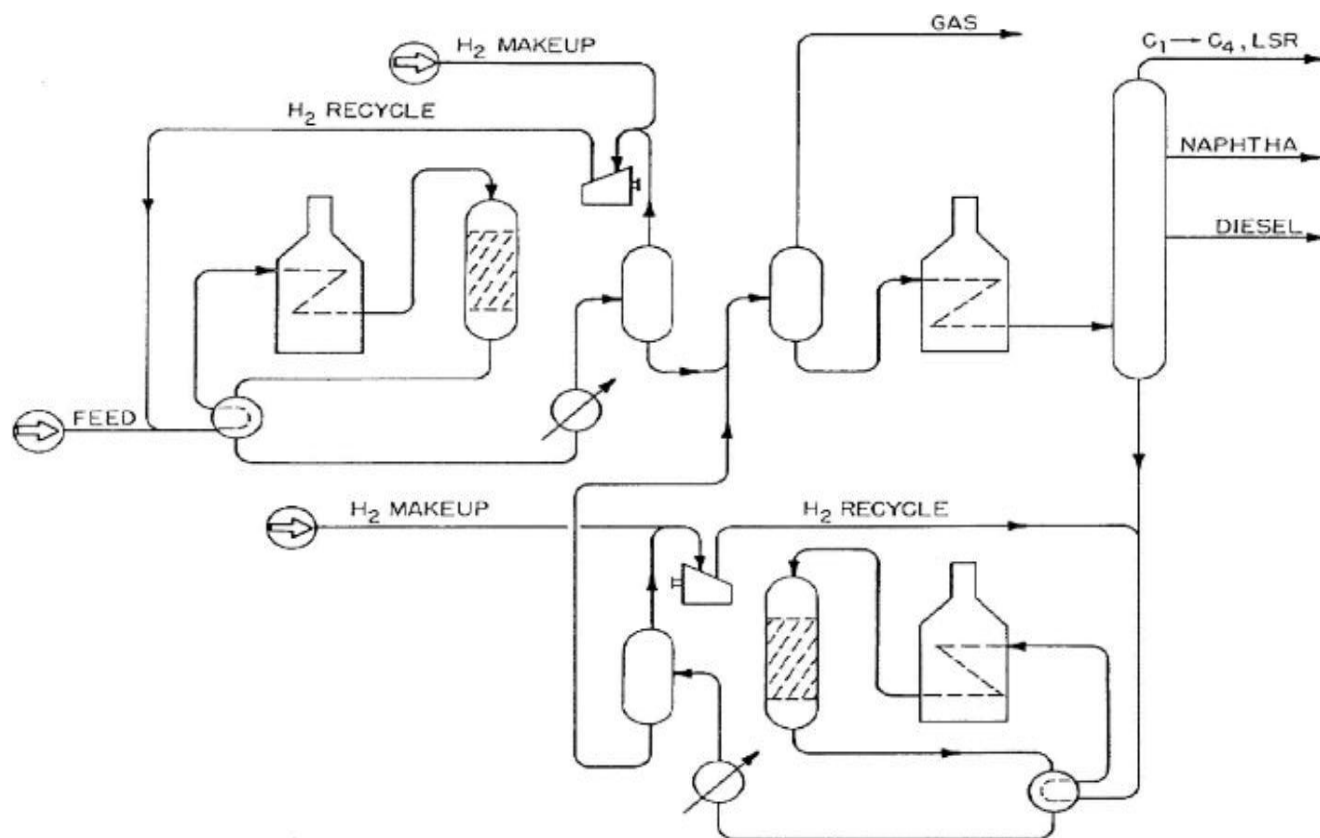 GAS
H₂ MAKEUP
C₁→C₄, LSR
H₂ RECYCLE
NAPHTHA
DIESEL
FEED
H₂ MAKEUP
H₂ RECYCLE